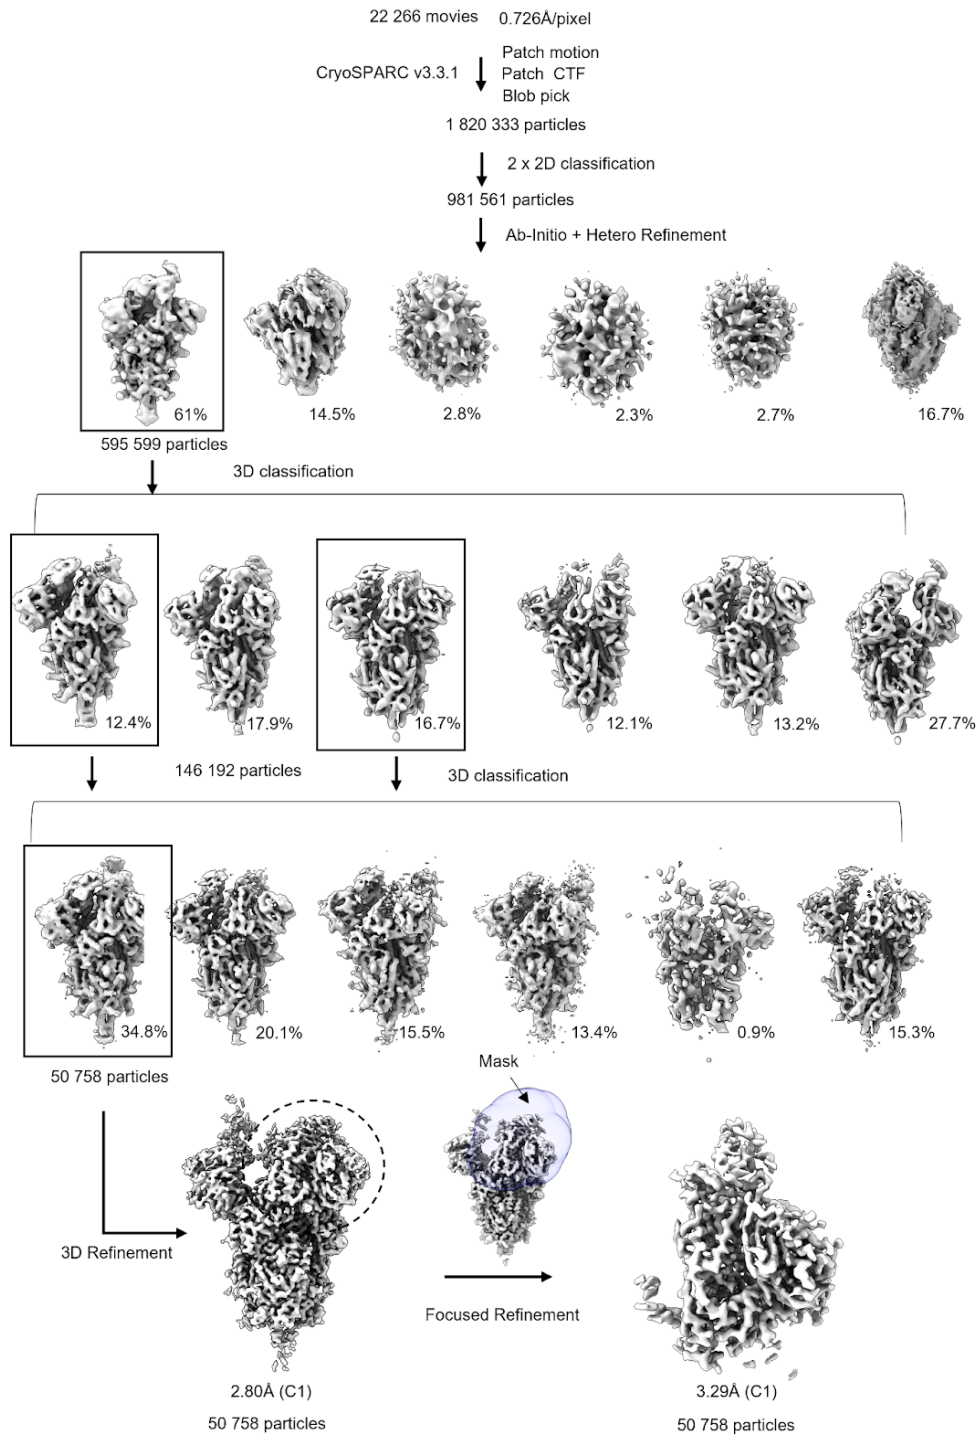 22 266 movies 0.726Å/pixel
CryoSPARC v3.3.1
Patch motion
Patch CTF
Blob pick
1 820 333 particles
2 x 2D classification
981 561 particles
Ab-Initio + Hetero Refinement
61%
14.5%
2.8%
2.3%
2.7%
16.7%
595 599 particles
3D classification
12.4%
17.9%
16.7%
12.1%
13.2%
27.7%
146 192 particles
3D classification
34.8%
20.1%
15.5%
13.4%
0.9%
15.3%
50 758 particles
Mask
3D Refinement
Focused Refinement
2.80Å (C1)
50 758 particles
3.29Å (C1)
50 758 particles